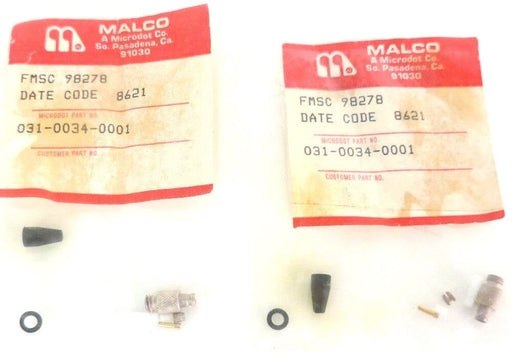 MALCO
A Microdot Co.
So. Pasadena, Ca.
91030
FMSC 98278
DATE CODE 8621
MICRODOT PART NO.
031-0034-0001
CUSTOMER PART NO.
MALCO
A Microdot Co.
So. Pasadena, Ca.
91030
FMSC 98278
DATE CODE 8621
MICRODOT PART NO.
031-0034-0001
CUSTOMER PART NO.